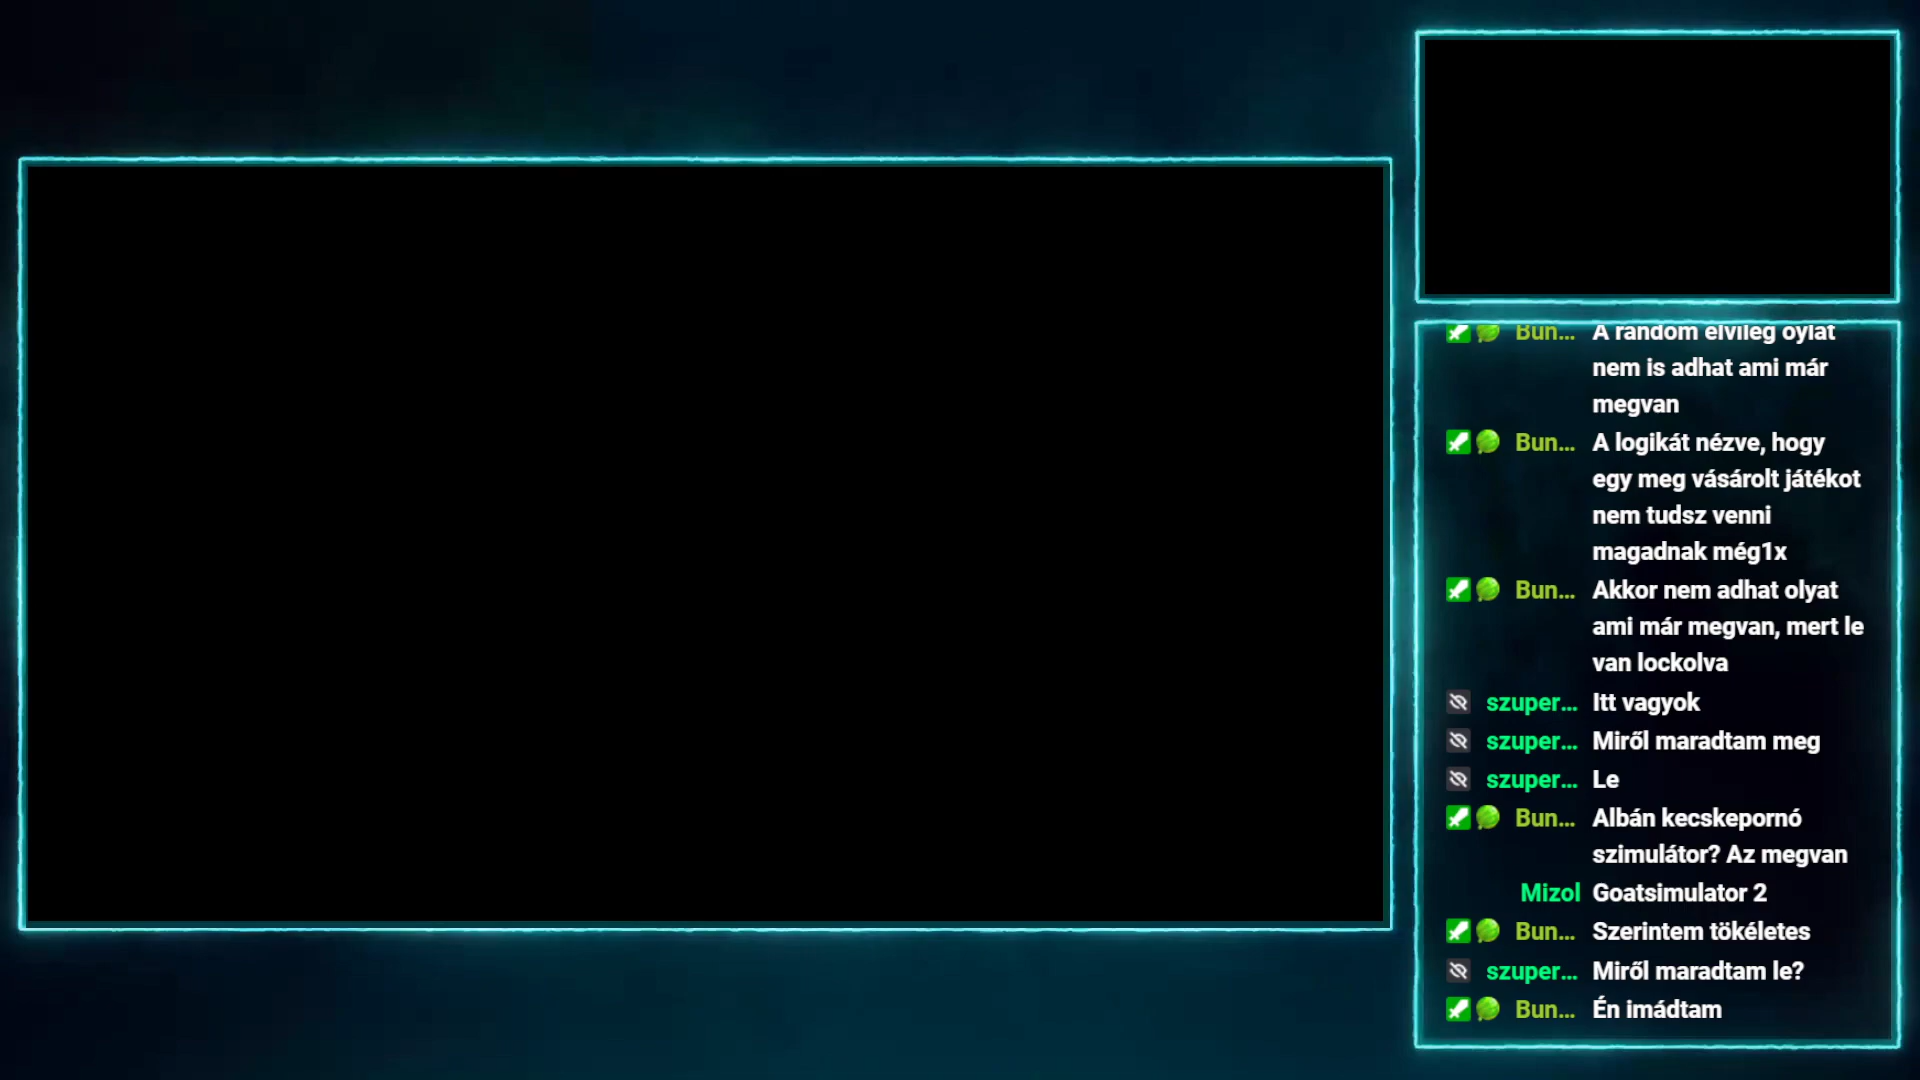 Bun... A random elvileg oylat
nem is adhat ami már
megvan
Bun... A logikát nézve, hogy
egy meg vásárolt játékot
nem tudsz venni
magadnak még1x
Bun... Akkor nem adhat olyat
ami már megvan, mert le
van lockolva
szuper... Itt vagyok
szuper... Miről maradtam meg
szuper... Le
Bun... Albán kecskepornó
szimulátor? Az megvan
Mizol Goatsimulator 2
Bun... Szerintem tökéletes
szuper... Miről maradtam le?
Bun... Én imádtam